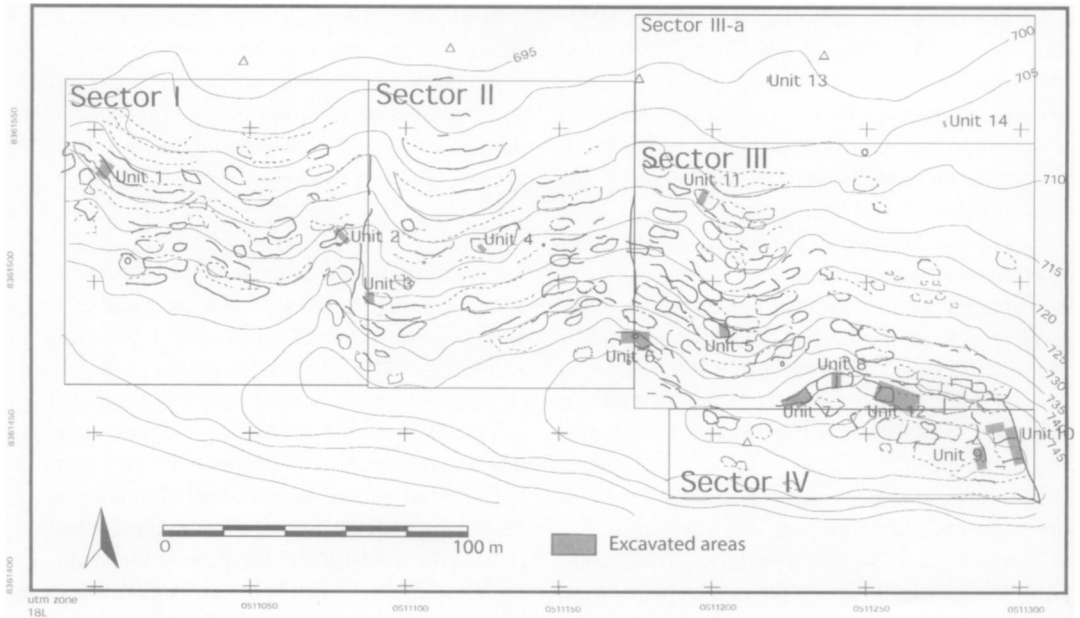 Sector III-a
700
695
705
Unit 13
Sector I
Sector II
Unit 14
8361550
Sector III
Unit 1
Unit 11
710
Unit 2
Unit 4
8361500
Unit 3
715
720
Unit 5
Unit 6
725
Unit 8
730
735
Unit 7
Unit 12
740
Unit 10
8361450
745
Unit 9
Sector IV
0
100 m
Excavated areas
8361400
utm zone
18L
0511050
0511100
0511150
0511200
0511250
0511300